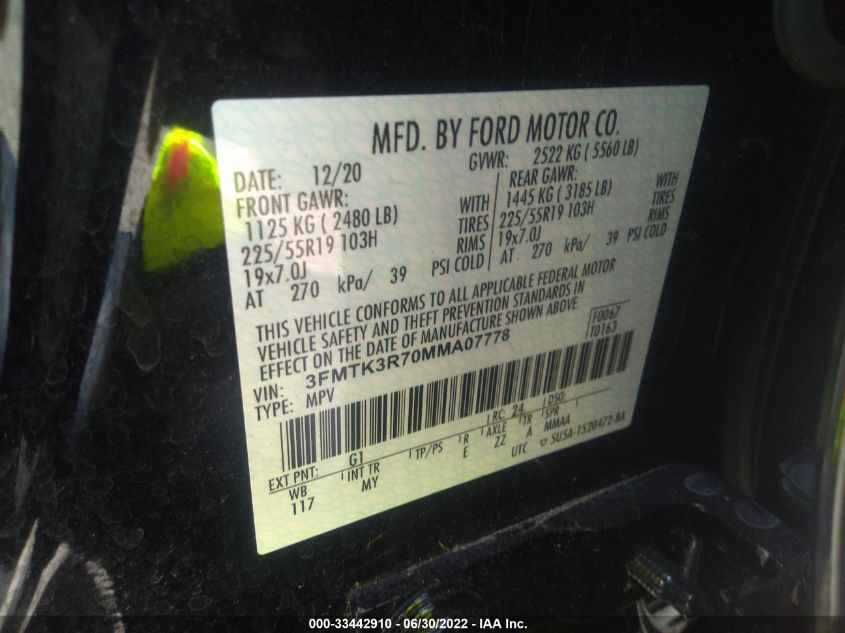 MFD. BY FORD MOTOR CO.
DATE: 12/20 GVWR: 2522 KG ( 5560 LB)
FRONT GAWR: WITH
1125 KG ( 2480 LB) TIRES
225/55R19 103H RIMS
19x7.0J
AT 270 kPa/ 39 PSI COLD
REAR GAWR: WITH
1445 KG ( 3185 LB) TIRES
225/55R19 103H RIMS
19x7.0J
AT 270 kPa/ 39 PSI COLD
THIS VEHICLE CONFORMS TO ALL APPLICABLE FEDERAL MOTOR
VEHICLE SAFETY AND THEFT PREVENTION STANDARDS IN
EFFECT ON THE DATE OF MANUFACTURE SHOWN ABOVE.
F0067
T0163
VIN: 3FMTK3R70MMA07778
TYPE: MPV
EXT PNT: G1 RC: 24 DSO:
WB INT TR TP/PS R AXLE TR SPR
117 MY E ZZ A MMAA
UTC ▽ 5U5A-1520472-BA
000-33442910 - 06/30/2022 - IAA Inc.